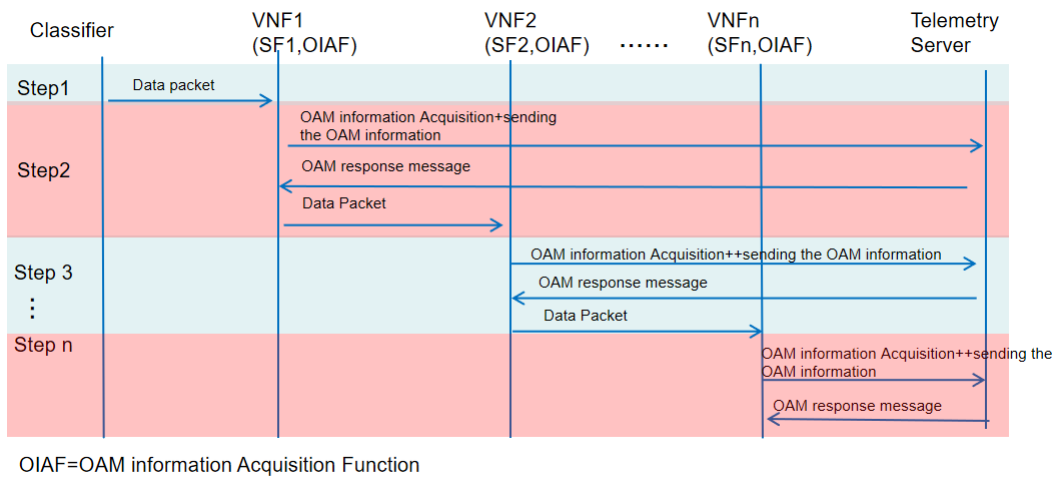 Classifier
VNF1
(SF1,OIAF)
VNF2
(SF2,OIAF)
......
VNFn
(SFn,OIAF)
Telemetry
Server
Step1
Data packet
OAM information Acquisition+sending
the OAM information
Step2
OAM response message
Data Packet
OAM information Acquisition++sending the OAM information
Step 3
OAM response message
⋮
Data Packet
Step n
OAM information Acquisition++sending the
OAM information
OAM response message
OIAF=OAM information Acquisition Function